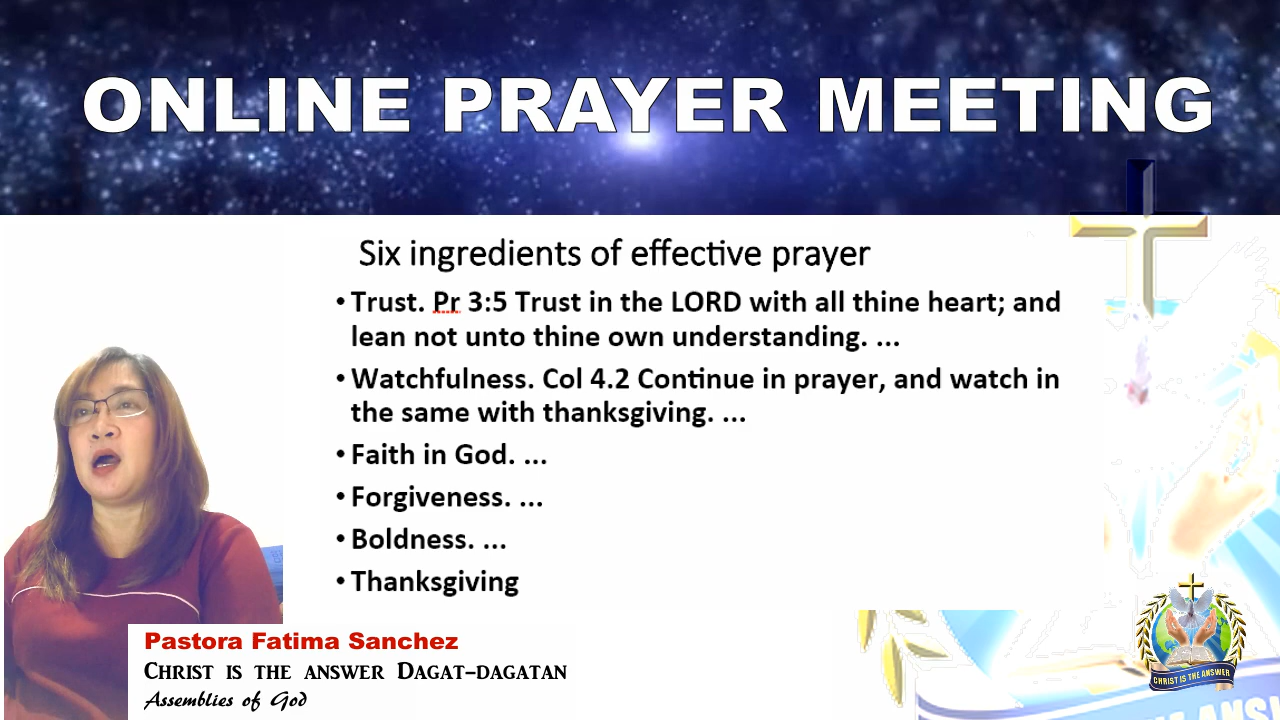 ONLINE PRAYER MEETING
Six ingredients of effective prayer
• Trust. Pr 3:5 Trust in the LORD with all thine heart; and
lean not unto thine own understanding. ...
• Watchfulness. Col 4.2 Continue in prayer, and watch in
the same with thanksgiving. ...
• Faith in God. ...
• Forgiveness. ...
• Boldness. ...
• Thanksgiving
Pastora Fatima Sanchez
Christ is the answer Dagat-dagatan
Assemblies of God
CHRIST IS THE ANSWER